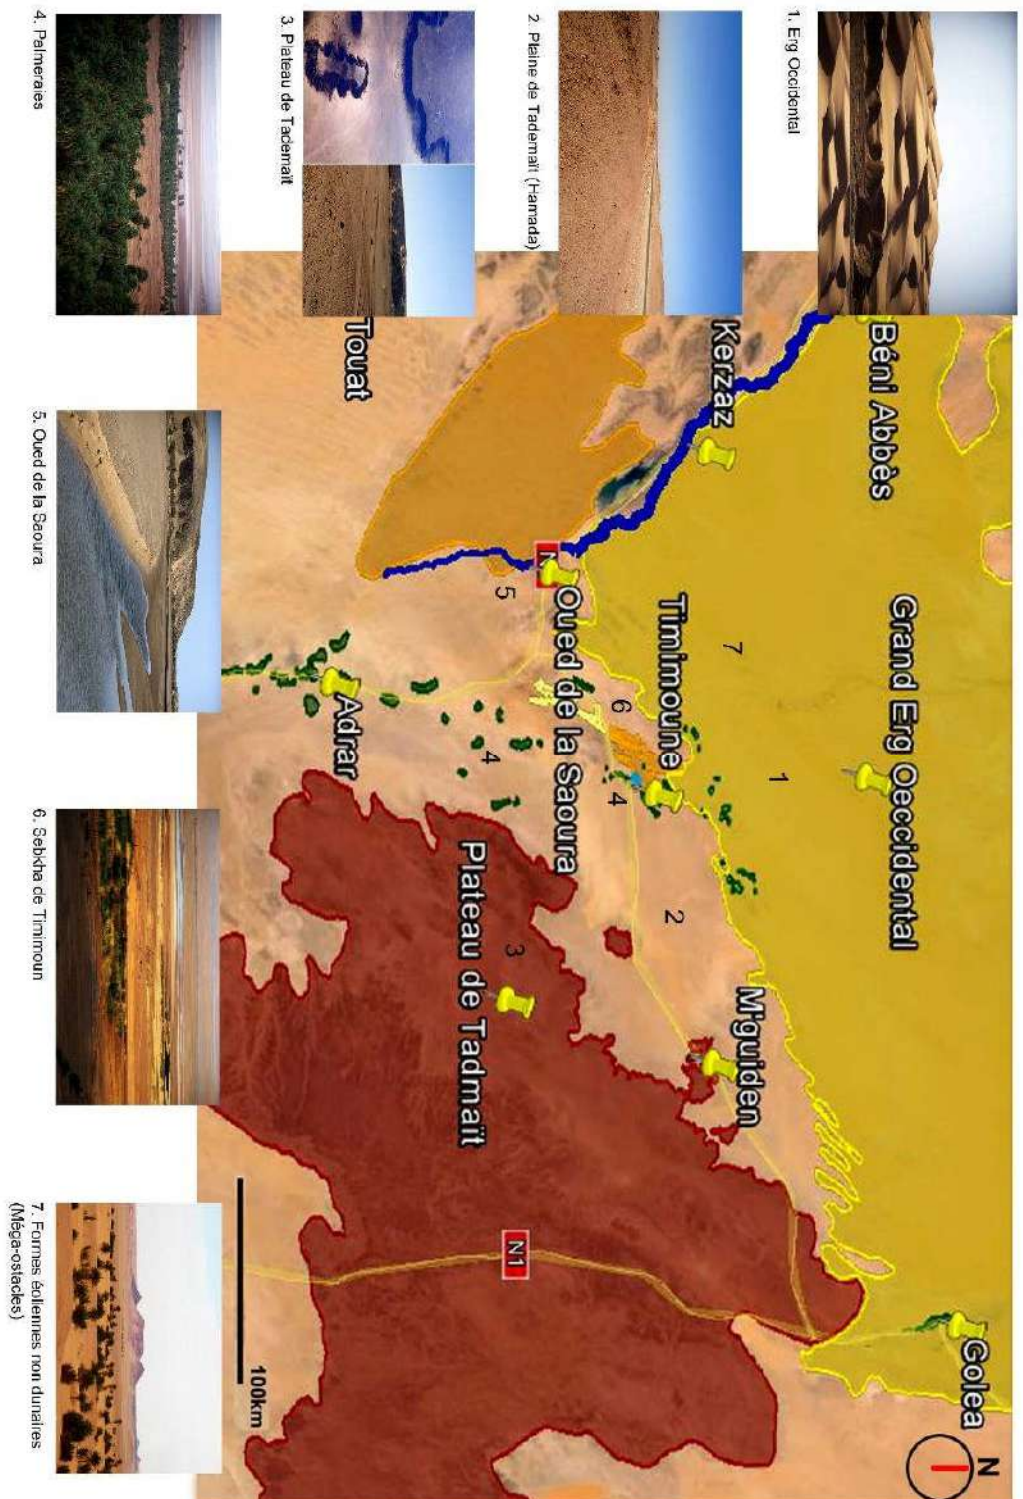 1. Erg Occidental
2. Plaine de Tademaït (Hamada)
3. Plateau de Tademaït
4. Palmeraies
Béni Abbès
Kerzaz
Touat
Grand Erg Oeccidental
7
1
Timimoune
Oued de la Saoura
N
5
6
4
4
Adrar
2
3
Plateau de Tadmaït
M'guiden
N1
Golea
N
100km
5. Oued de la Saoura
6. Sebkha de Timimoun
7. Formes éoliennes non dunaires
(Méga-ostacles)